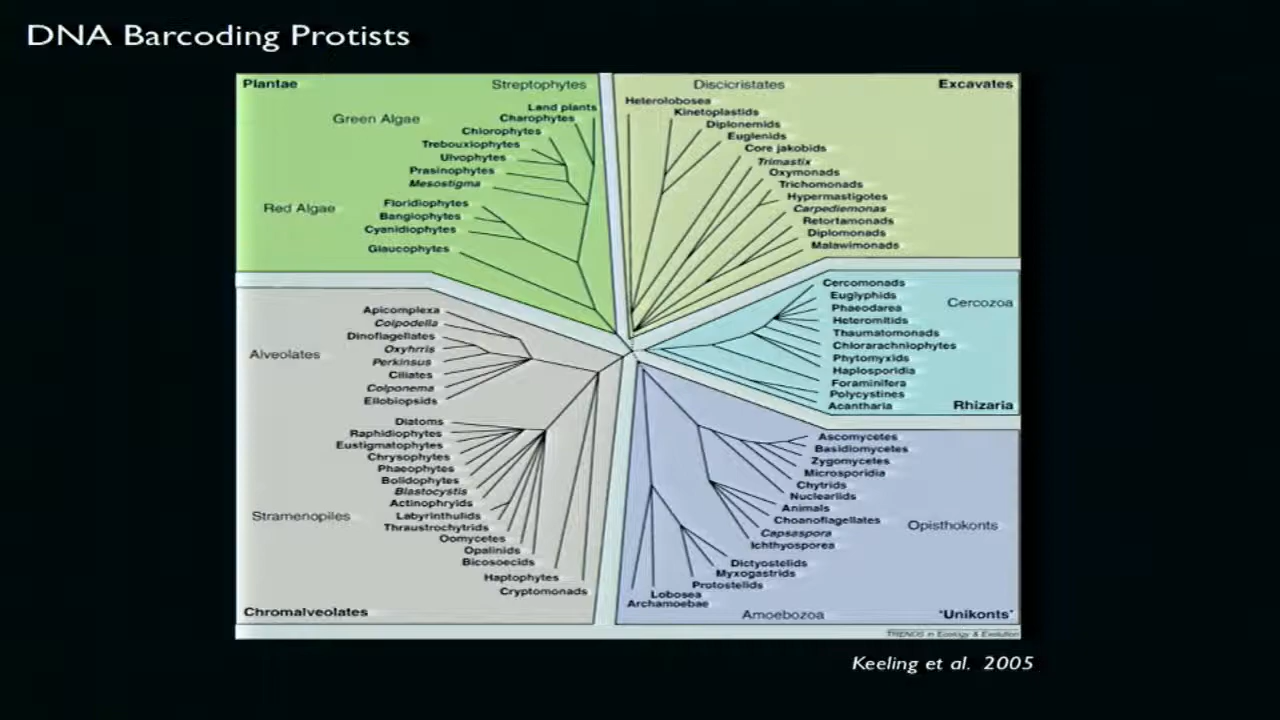 DNA Barcoding Protists
Plantae
Streptophytes
Land plants
Green Algae
Charophytes
Chlorophytes
Trebouxiophytes
Ulvophytes
Prasinophytes
Mesostigma
Red Algae
Floridiophytes
Bangiophytes
Cyanidiophytes
Glaucophytes
Discicristates
Excavates
Heterolobosea
Kinetoplastids
Diplonemids
Euglenids
Core jakobids
Trimastix
Oxymonads
Trichomonads
Hypermastigotes
Carpediemonas
Retortamonads
Diplomonads
Malawimonads
Cercomonads
Euglyphids
Cercozoa
Phaeodarea
Heteromitids
Thaumatomonads
Chlorarachniophytes
Phytomyxids
Haplosporidia
Foraminifera
Polycystines
Acantharia
Rhizaria
Apicomplexa
Colpodella
Dinoflagellates
Alveolates
Oxyhrris
Perkinsus
Ciliates
Colponema
Ellobiopsids
Diatoms
Raphidiophytes
Eustigmatophytes
Chrysophytes
Phaeophytes
Bolidophytes
Blastocystis
Actinophryids
Stramenopiles
Labyrinthulids
Thraustrochytrids
Oomycetes
Opalinids
Bicosoecids
Haptophytes
Cryptomonads
Chromalveolates
Ascomycetes
Basidiomycetes
Zygomycetes
Microsporidia
Chytrids
Nucleariids
Animals
Choanoflagellates
Opisthokonts
Capsaspora
Ichthyosporea
Dictyostelids
Myxogastrids
Protostelids
Lobosea
Archamoebae
Amoebozoa
'Unikonts'
TRENDS in Ecology & Evolution
Keeling et al. 2005